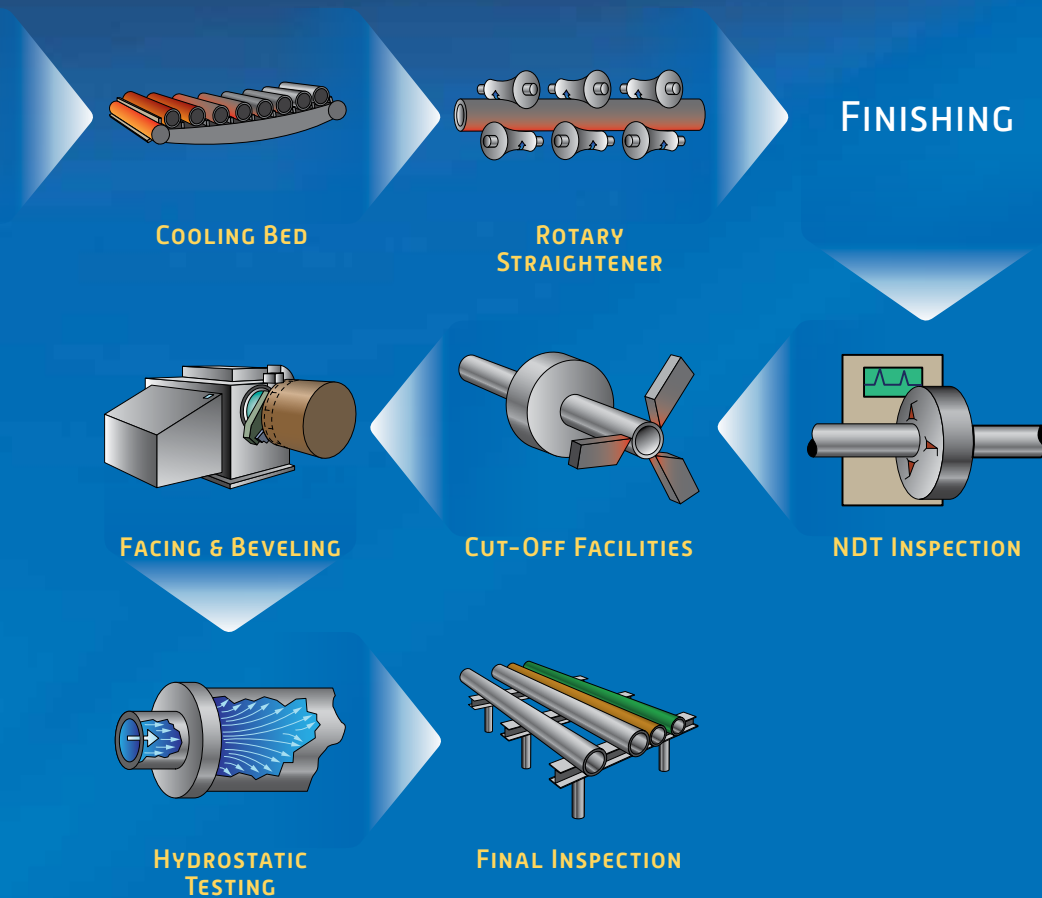 Cooling Bed
Rotary
Straightener
Finishing
Facing & Beveling
Cut-Off Facilities
NDT Inspection
Hydrostatic
Testing
Final Inspection